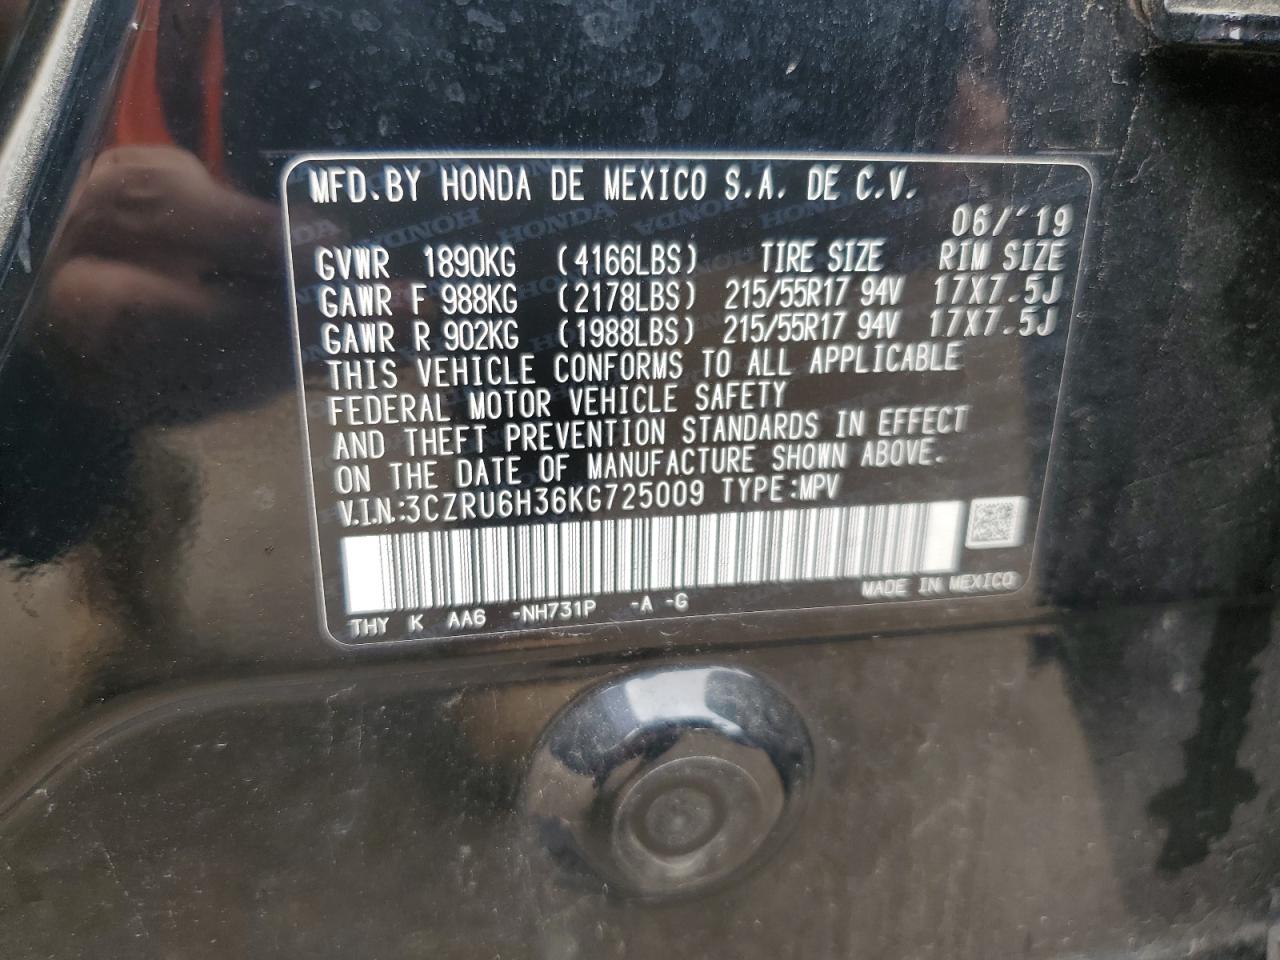 MFD.BY HONDA DE MEXICO S.A. DE C.V.
06/'19
GVWR 1890KG (4166LBS) TIRE SIZE RIM SIZE
GAWR F 988KG (2178LBS) 215/55R17 94V 17X7.5J
GAWR R 902KG (1988LBS) 215/55R17 94V 17X7.5J
THIS VEHICLE CONFORMS TO ALL APPLICABLE
FEDERAL MOTOR VEHICLE SAFETY
AND THEFT PREVENTION STANDARDS IN EFFECT
ON THE DATE OF MANUFACTURE SHOWN ABOVE.
V.I.N.:3CZRU6H36KG725009 TYPE:MPV
MADE IN MEXICO
THY K AA6 -NH731P -A -G